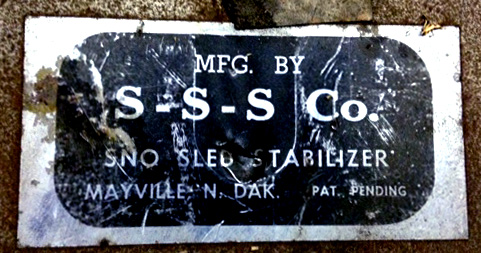 MFG. BY
S-S-S Co.
SNO SLED STABILIZER
MAYVILLE N. DAK. PAT. PENDING